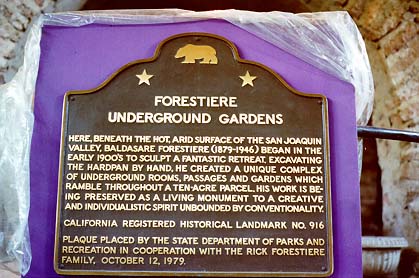 FORESTIERE
UNDERGROUND GARDENS
HERE, BENEATH THE HOT, ARID SURFACE OF THE SAN JOAQUIN
VALLEY, BALDASARE FORESTIERE (1879-1946) BEGAN IN THE
EARLY 1900'S TO SCULPT A FANTASTIC RETREAT. EXCAVATING
THE HARDPAN BY HAND, HE CREATED A UNIQUE COMPLEX
OF UNDERGROUND ROOMS, PASSAGES AND GARDENS WHICH
RAMBLE THROUGHOUT A TEN-ACRE PARCEL. HIS WORK IS BE-
ING PRESERVED AS A LIVING MONUMENT TO A CREATIVE
AND INDIVIDUALISTIC SPIRIT UNBOUNDED BY CONVENTIONALITY.
CALIFORNIA REGISTERED HISTORICAL LANDMARK NO. 916
PLAQUE PLACED BY THE STATE DEPARTMENT OF PARKS AND
RECREATION IN COOPERATION WITH THE RICK FORESTIERE
FAMILY, OCTOBER 12, 1979.